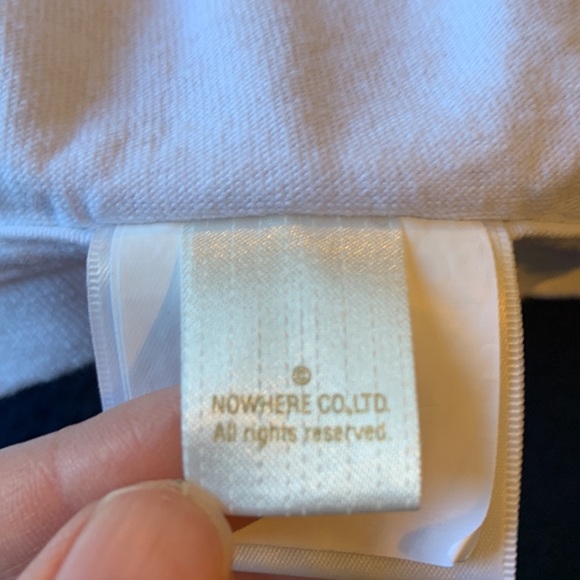 NOWHERE CO.,LTD.
All rights reserved.